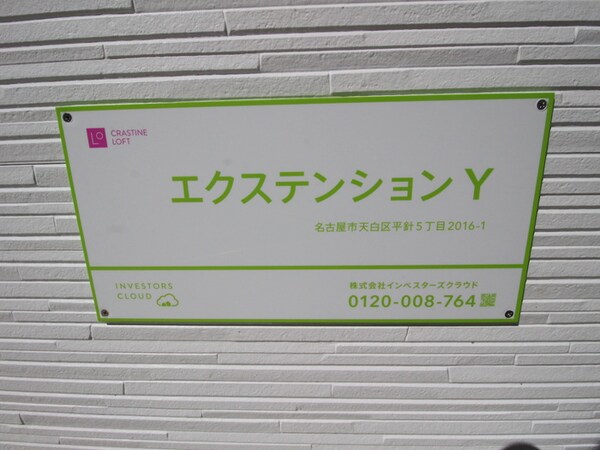 LO
CRASTINE
LOFT
エクステンション Y
名古屋市天白区平針5丁目2016-1
INVESTORS
CLOUD
株式会社インベスターズクラウド
0120-008-764